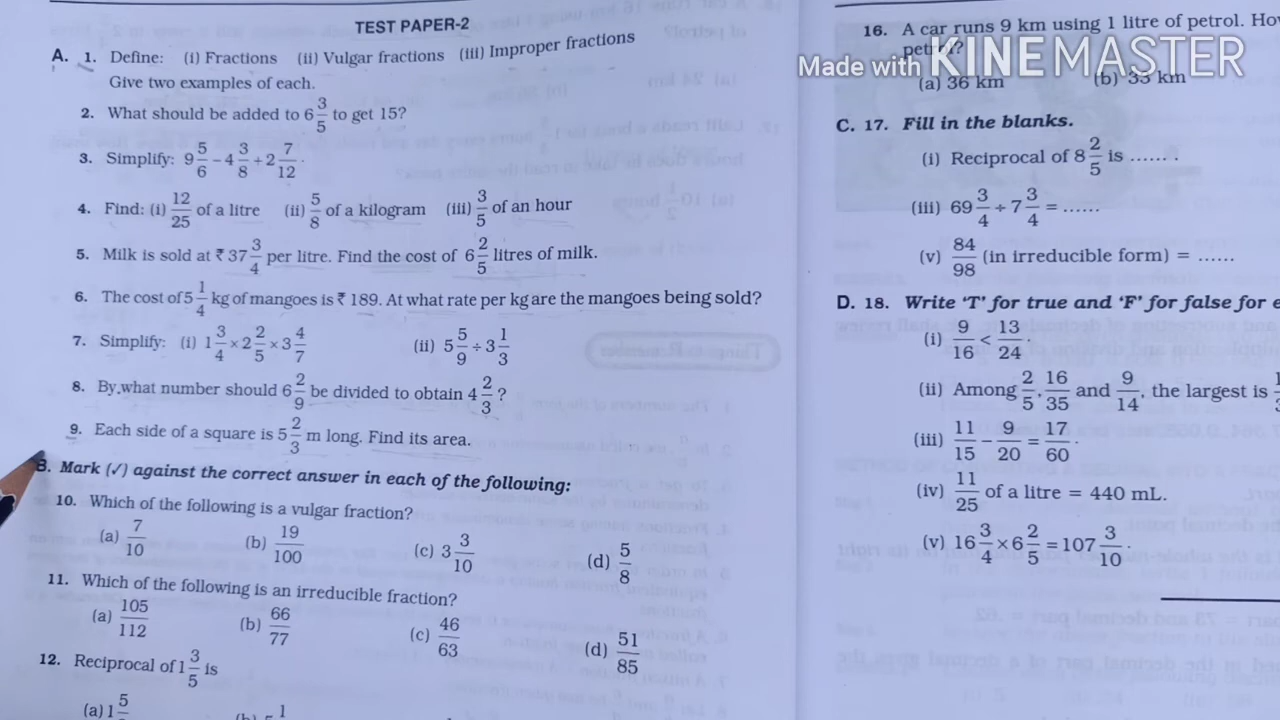 TEST PAPER-2
A. 1. Define: (i) Fractions (ii) Vulgar fractions (iii) Improper fractions
Give two examples of each.
2. What should be added to 6 3/5 to get 15?
3. Simplify: 9 5/6 - 4 3/8 + 2 7/12.
4. Find: (i) 12/25 of a litre (ii) 5/8 of a kilogram (iii) 3/5 of an hour
5. Milk is sold at ₹ 37 3/4 per litre. Find the cost of 6 2/5 litres of milk.
6. The cost of 5 1/4 kg of mangoes is ₹ 189. At what rate per kg are the mangoes being sold?
7. Simplify: (i) 1 3/4 × 2 2/5 × 3 4/7 (ii) 5 5/9 ÷ 3 1/3
8. By what number should 6 2/9 be divided to obtain 4 2/3?
9. Each side of a square is 5 2/3 m long. Find its area.
B. Mark (✓) against the correct answer in each of the following:
10. Which of the following is a vulgar fraction?
(a) 7/10 (b) 19/100 (c) 3 3/10 (d) 5/8
11. Which of the following is an irreducible fraction?
(a) 105/112 (b) 66/77 (c) 46/63 (d) 51/85
12. Reciprocal of 1 3/5 is
(a) 1 5
16. A car runs 9 km using 1 litre of petrol.
(a) 36 km (b) 33 km
Made with KINEMASTER
C. 17. Fill in the blanks.
(i) Reciprocal of 8 2/5 is ...... .
(iii) 69 3/4 ÷ 7 3/4 = ......
(v) 84/98 (in irreducible form) = ......
D. 18. Write 'T' for true and 'F' for false for
(i) 9/16 < 13/24.
(ii) Among 2/5, 16/35 and 9/14, the largest is
(iii) 11/15 - 9/20 = 17/60.
(iv) 11/25 of a litre = 440 mL.
(v) 16 3/4 × 6 2/5 = 107 3/10.